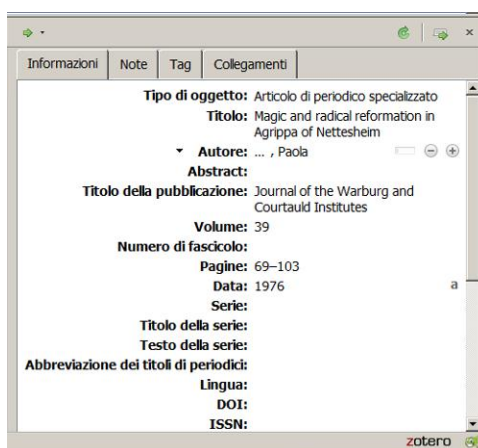 Informazioni Note Tag Collegamenti
Tipo di oggetto: Articolo di periodico specializzato
Titolo: Magic and radical reformation in
Agrippa of Nettesheim
Autore: ... , Paola
Abstract:
Titolo della pubblicazione: Journal of the Warburg and
Courtauld Institutes
Volume: 39
Numero di fascicolo:
Pagine: 69–103
Data: 1976 a
Serie:
Titolo della serie:
Testo della serie:
Abbreviazione dei titoli di periodici:
Lingua:
DOI:
ISSN:
zotero